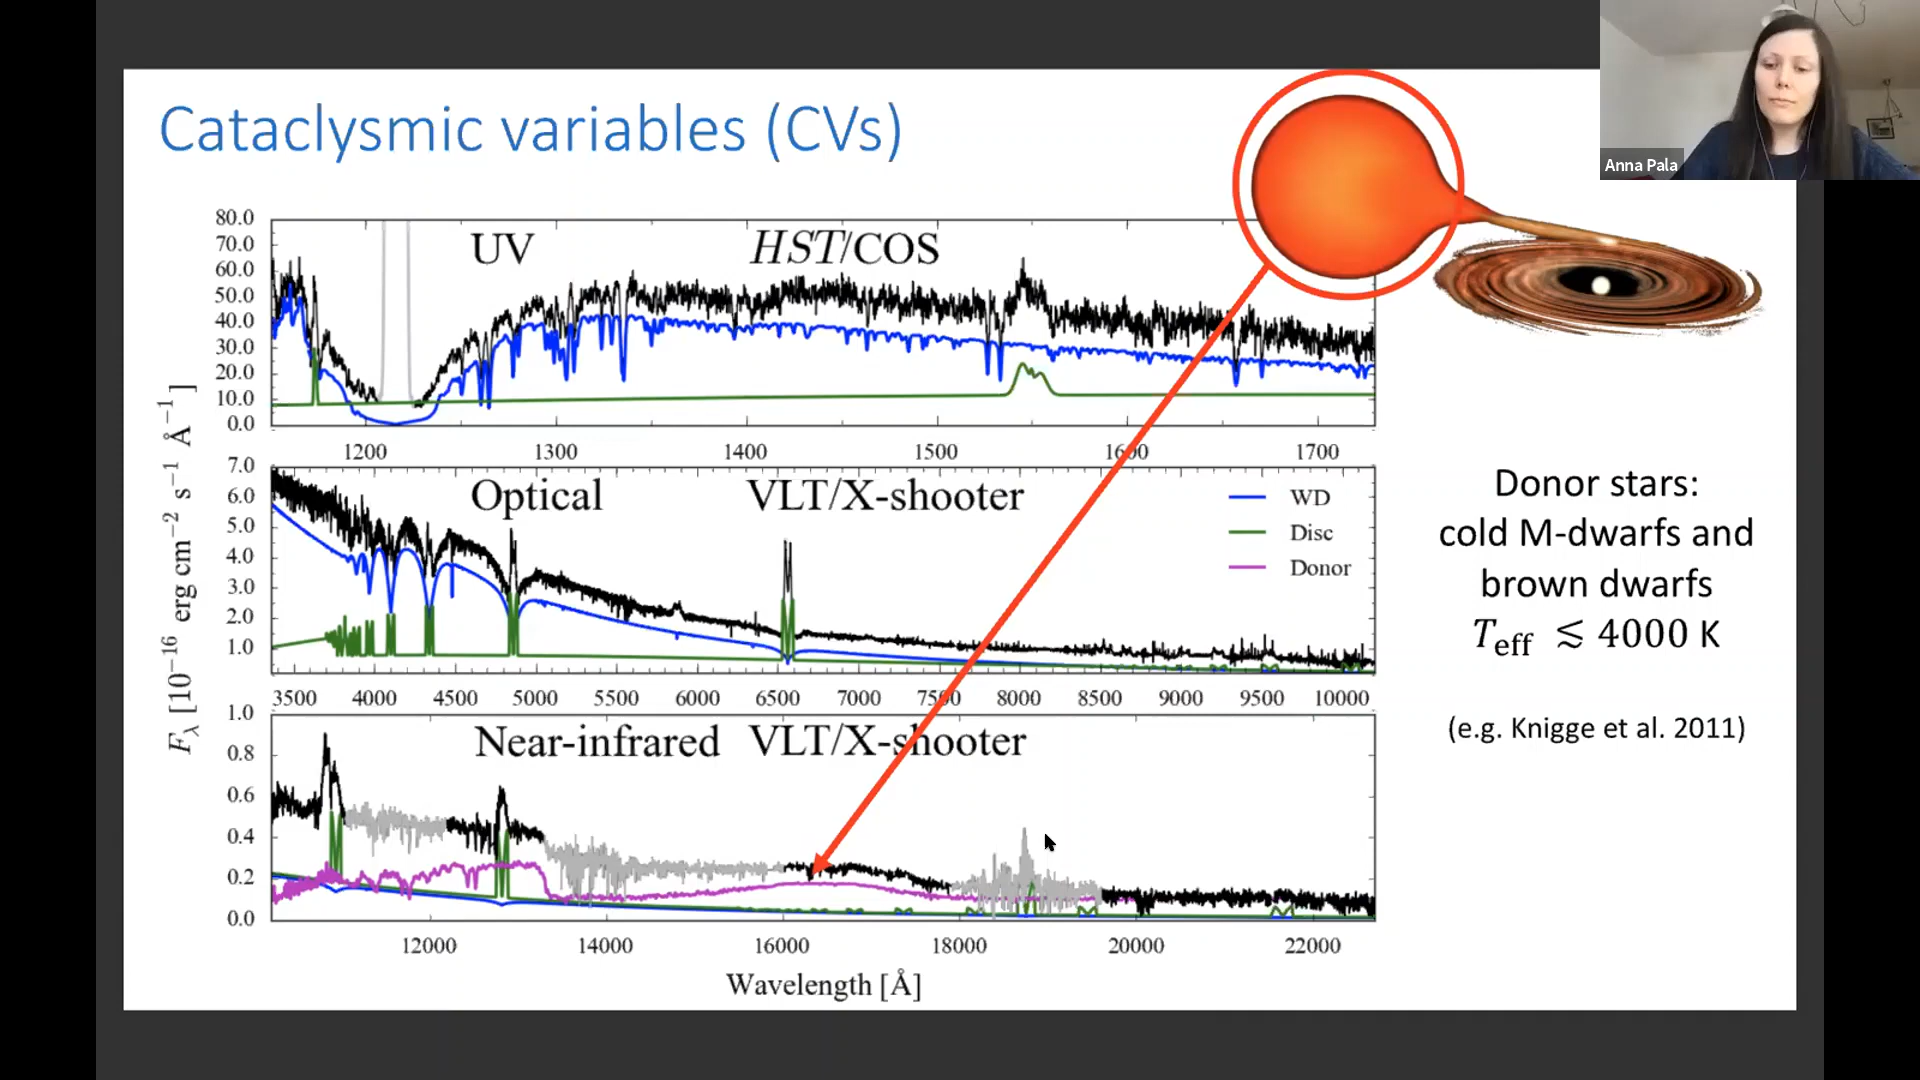 Cataclysmic variables (CVs)
Anna Pala
UV HST/COS
80.0
70.0
60.0
50.0
40.0
30.0
20.0
10.0
0.0
1200 1300 1400 1500 1600 1700
Optical VLT/X-shooter
WD
Disc
Donor
7.0
6.0
5.0
4.0
3.0
2.0
1.0
3500 4000 4500 5000 5500 6000 6500 7000 7500 8000 8500 9000 9500 10000
Near-infrared VLT/X-shooter
1.0
0.8
0.6
0.4
0.2
0.0
12000 14000 16000 18000 20000 22000
Wavelength [Å]
F_λ [10⁻¹⁶ erg cm⁻² s⁻¹ Å⁻¹]
Donor stars:
cold M-dwarfs and
brown dwarfs
T_eff ≲ 4000 K
(e.g. Knigge et al. 2011)